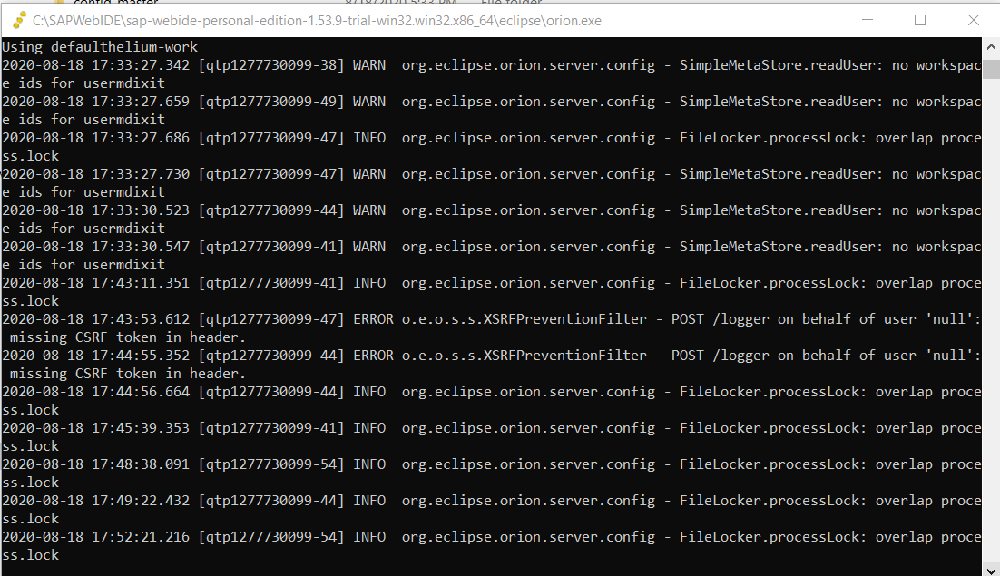 config_master 8/18/2020 5:33 PM File folder
C:\SAPWebIDE\sap-webide-personal-edition-1.53.9-trial-win32.win32.x86_64\eclipse\orion.exe
Using defaulthelium-work
2020-08-18 17:33:27.342 [qtp1277730099-38] WARN  org.eclipse.orion.server.config - SimpleMetaStore.readUser: no workspac
e ids for usermdixit
2020-08-18 17:33:27.659 [qtp1277730099-49] WARN  org.eclipse.orion.server.config - SimpleMetaStore.readUser: no workspac
e ids for usermdixit
2020-08-18 17:33:27.686 [qtp1277730099-47] INFO  org.eclipse.orion.server.config - FileLocker.processLock: overlap proce
ss.lock
2020-08-18 17:33:27.730 [qtp1277730099-47] WARN  org.eclipse.orion.server.config - SimpleMetaStore.readUser: no workspac
e ids for usermdixit
2020-08-18 17:33:30.523 [qtp1277730099-44] WARN  org.eclipse.orion.server.config - SimpleMetaStore.readUser: no workspac
e ids for usermdixit
2020-08-18 17:33:30.547 [qtp1277730099-41] WARN  org.eclipse.orion.server.config - SimpleMetaStore.readUser: no workspac
e ids for usermdixit
2020-08-18 17:43:11.351 [qtp1277730099-41] INFO  org.eclipse.orion.server.config - FileLocker.processLock: overlap proce
ss.lock
2020-08-18 17:43:53.612 [qtp1277730099-47] ERROR o.e.o.s.s.XSRFPreventionFilter - POST /logger on behalf of user 'null':
 missing CSRF token in header.
2020-08-18 17:44:55.352 [qtp1277730099-44] ERROR o.e.o.s.s.XSRFPreventionFilter - POST /logger on behalf of user 'null':
 missing CSRF token in header.
2020-08-18 17:44:56.664 [qtp1277730099-44] INFO  org.eclipse.orion.server.config - FileLocker.processLock: overlap proce
ss.lock
2020-08-18 17:45:39.353 [qtp1277730099-41] INFO  org.eclipse.orion.server.config - FileLocker.processLock: overlap proce
ss.lock
2020-08-18 17:48:38.091 [qtp1277730099-54] INFO  org.eclipse.orion.server.config - FileLocker.processLock: overlap proce
ss.lock
2020-08-18 17:49:22.432 [qtp1277730099-44] INFO  org.eclipse.orion.server.config - FileLocker.processLock: overlap proce
ss.lock
2020-08-18 17:52:21.216 [qtp1277730099-54] INFO  org.eclipse.orion.server.config - FileLocker.processLock: overlap proce
ss.lock